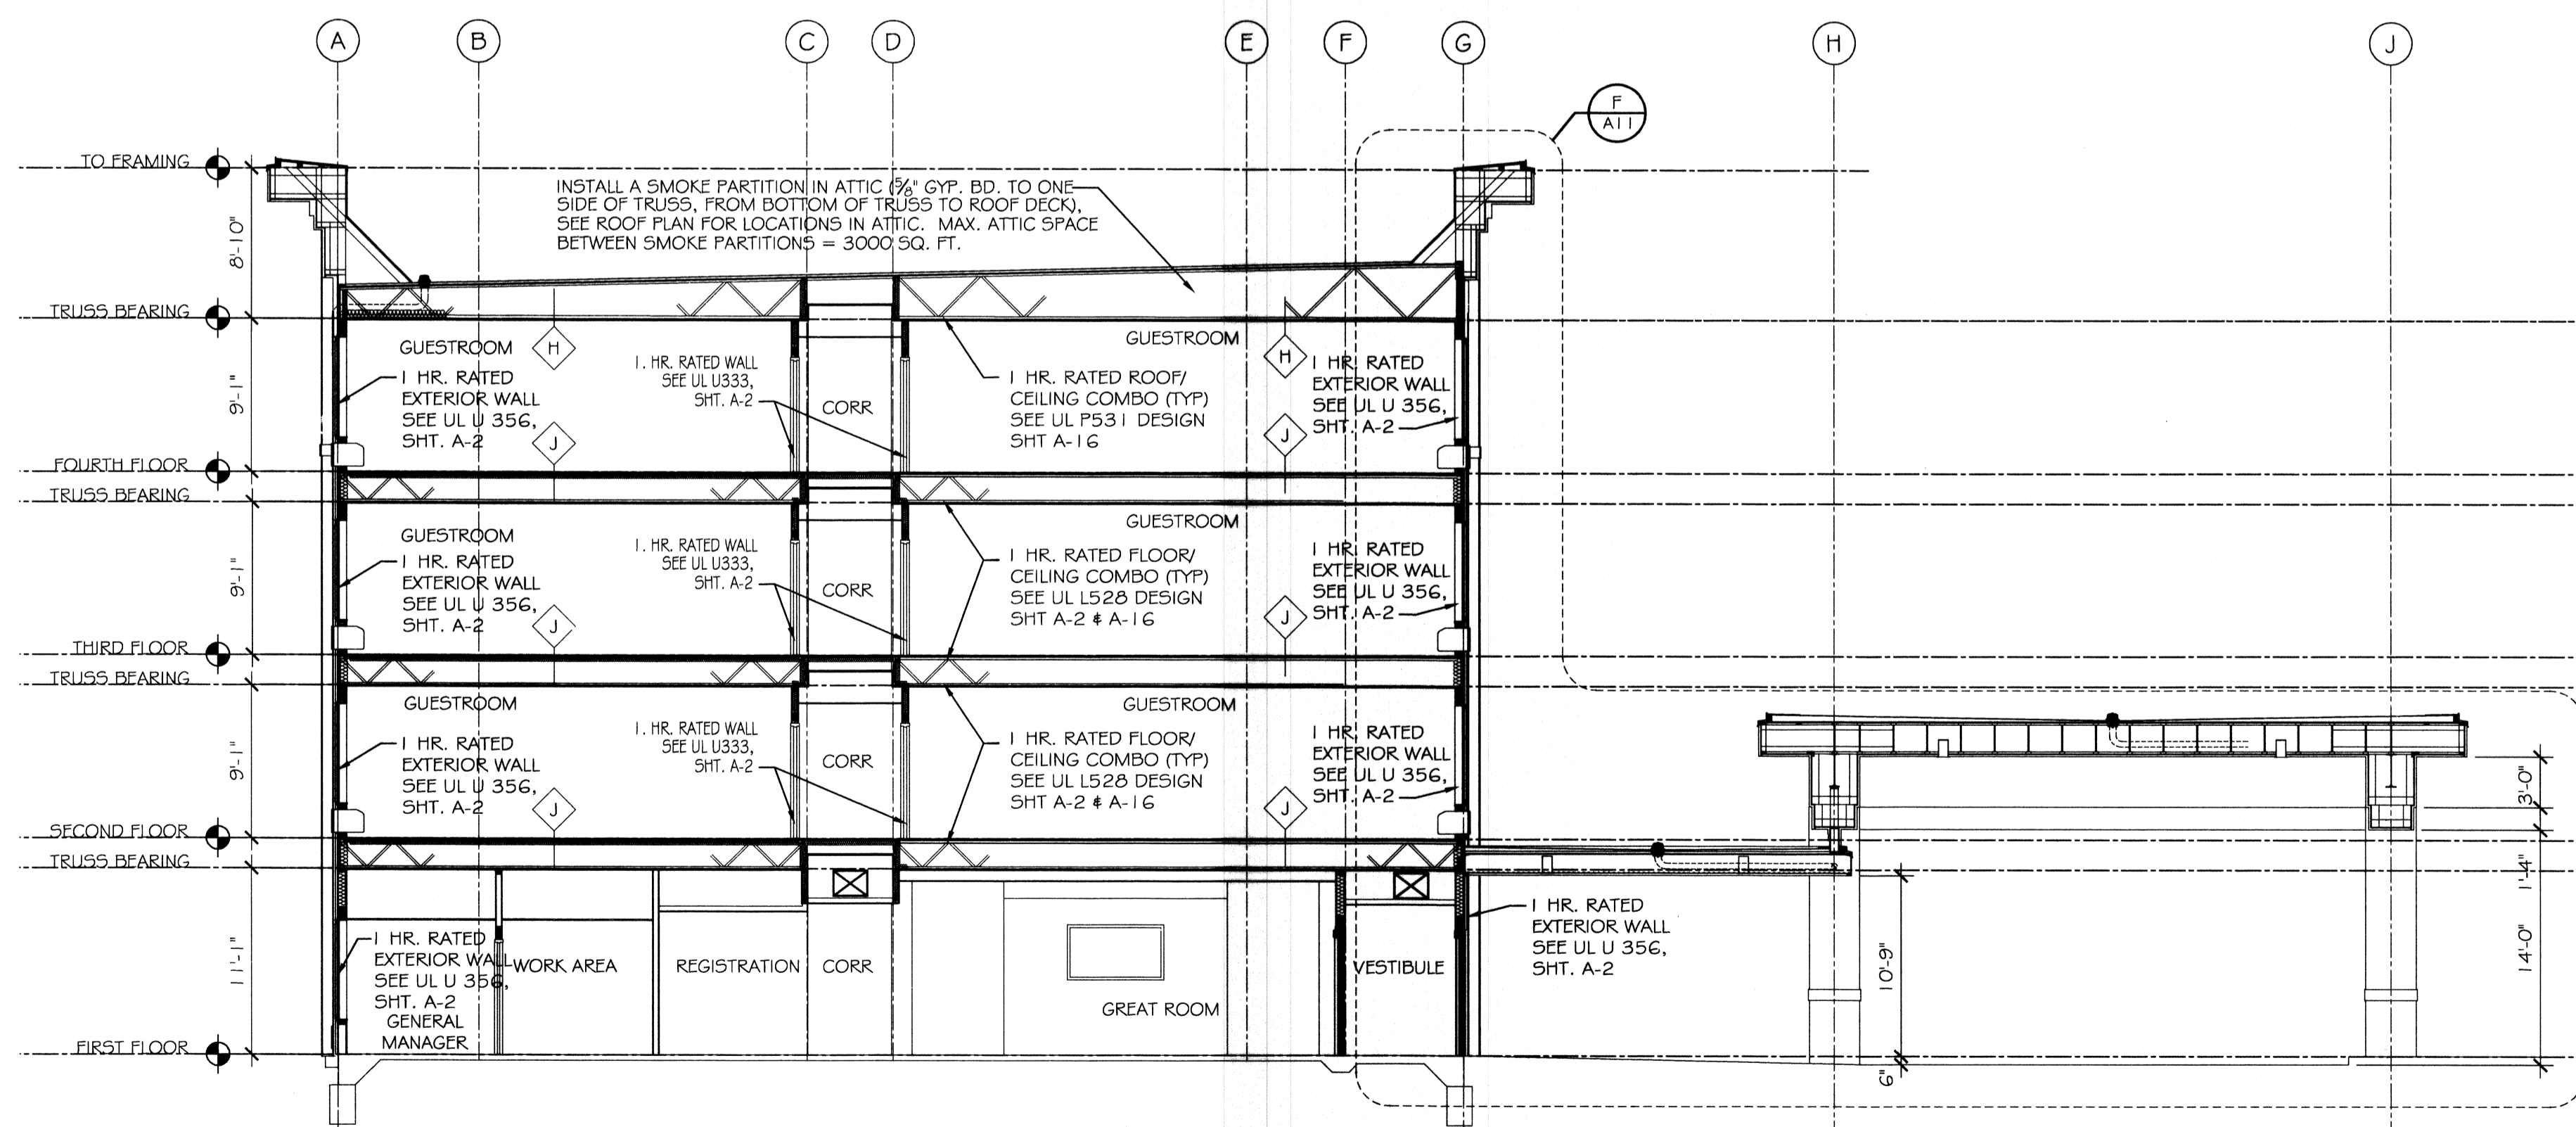 A B C D E F G H J
F
A11
TO FRAMING
8'-10"
INSTALL A SMOKE PARTITION IN ATTIC (5/8" GYP. BD. TO ONE
SIDE OF TRUSS, FROM BOTTOM OF TRUSS TO ROOF DECK),
SEE ROOF PLAN FOR LOCATIONS IN ATTIC. MAX. ATTIC SPACE
BETWEEN SMOKE PARTITIONS = 3000 SQ. FT.
TRUSS BEARING
9'-1"
GUESTROOM
H
1 HR. RATED
EXTERIOR WALL
SEE UL U 356,
SHT. A-2
J
1. HR. RATED WALL
SEE UL U333,
SHT. A-2
CORR
1 HR. RATED ROOF/
CEILING COMBO (TYP)
SEE UL P531 DESIGN
SHT A-16
GUESTROOM
H
J
1 HR. RATED
EXTERIOR WALL
SEE UL U 356,
SHT. A-2
FOURTH FLOOR
TRUSS BEARING
9'-1"
GUESTROOM
1 HR. RATED
EXTERIOR WALL
SEE UL U 356,
SHT. A-2
J
1. HR. RATED WALL
SEE UL U333,
SHT. A-2
CORR
1 HR. RATED FLOOR/
CEILING COMBO (TYP)
SEE UL L528 DESIGN
SHT A-2 & A-16
GUESTROOM
J
1 HR. RATED
EXTERIOR WALL
SEE UL U 356,
SHT. A-2
THIRD FLOOR
TRUSS BEARING
9'-1"
GUESTROOM
1 HR. RATED
EXTERIOR WALL
SEE UL U 356,
SHT. A-2
J
1. HR. RATED WALL
SEE UL U333,
SHT. A-2
CORR
1 HR. RATED FLOOR/
CEILING COMBO (TYP)
SEE UL L528 DESIGN
SHT A-2 & A-16
GUESTROOM
J
1 HR. RATED
EXTERIOR WALL
SEE UL U 356,
SHT. A-2
3'-0"
SECOND FLOOR
TRUSS BEARING
1'-4"
11'-1"
1 HR. RATED
EXTERIOR WALL
SEE UL U 356,
SHT. A-2
GENERAL
MANAGER
WORK AREA
REGISTRATION
CORR
GREAT ROOM
VESTIBULE
1 HR. RATED
EXTERIOR WALL
SEE UL U 356,
SHT. A-2
10'-9"
14'-0"
FIRST FLOOR
6"